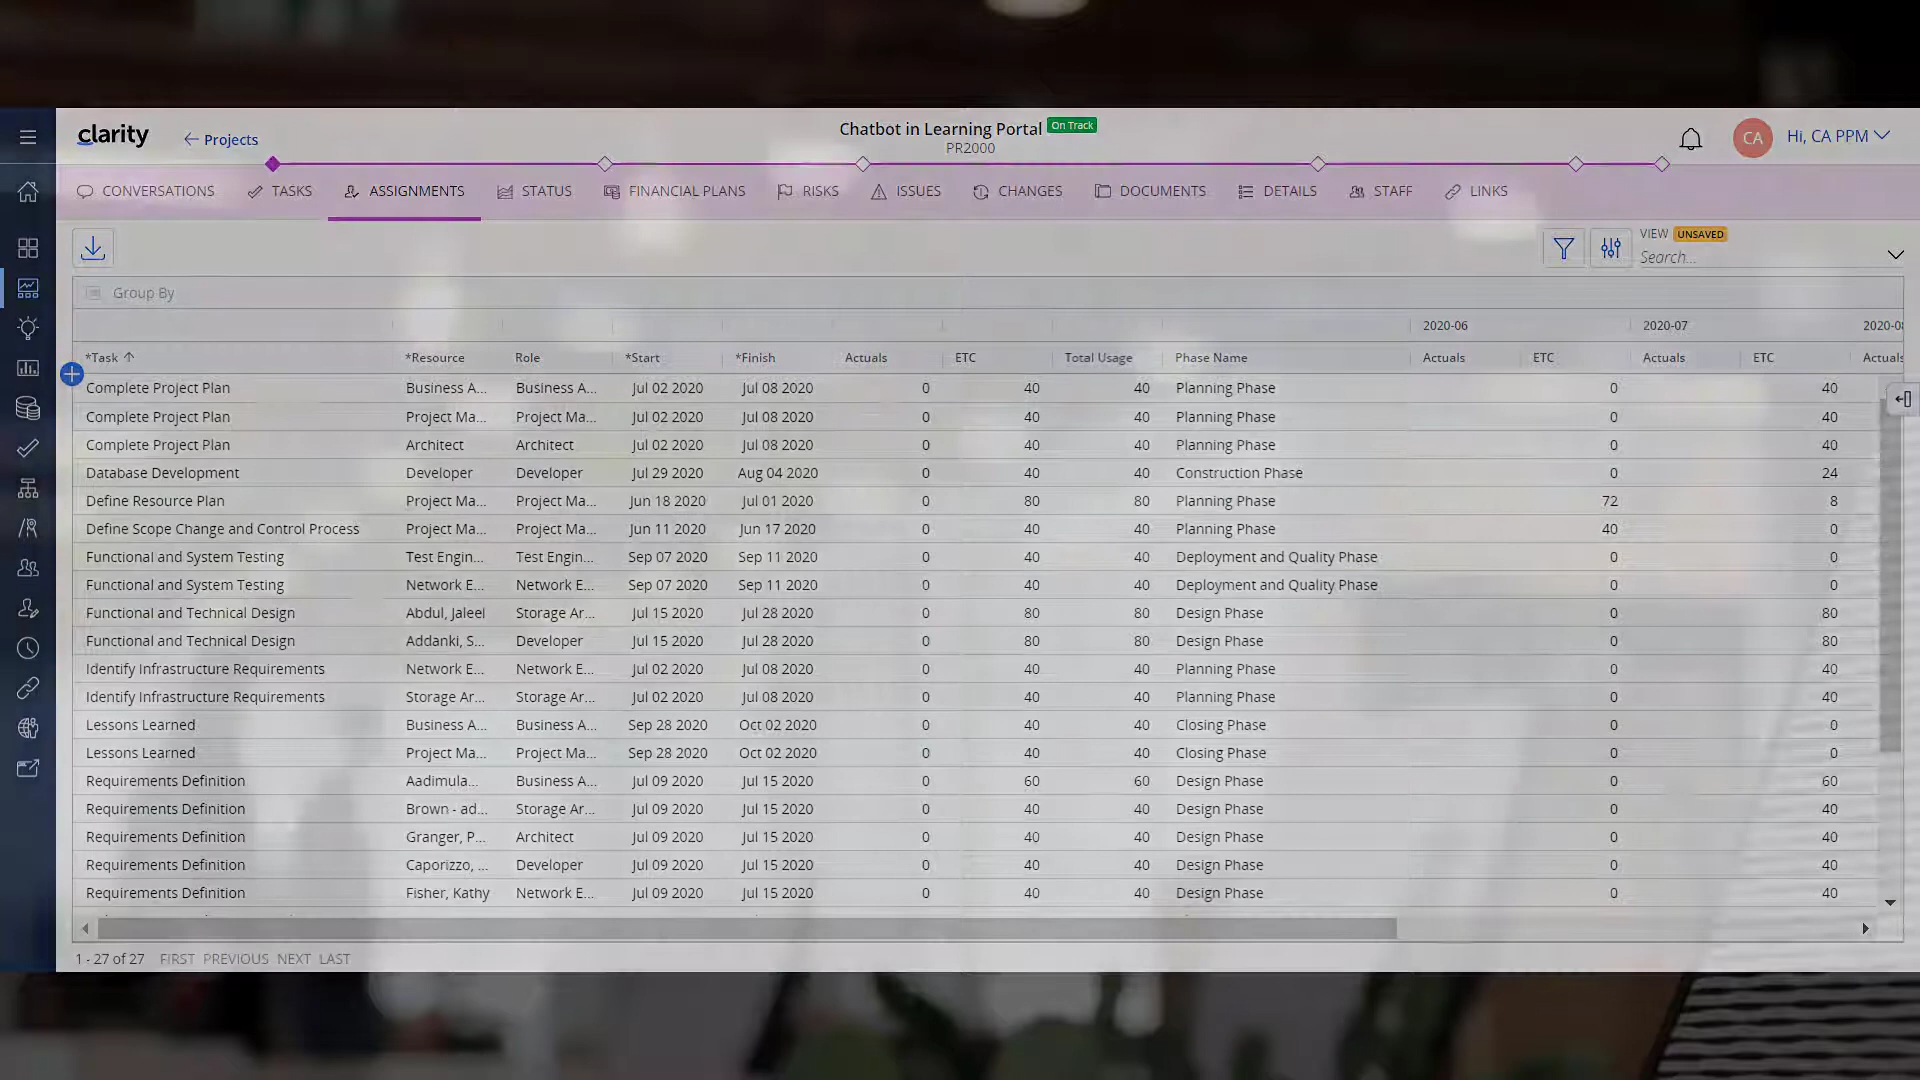 clarity
Projects
Chatbot in Learning Portal On Track
PR2000
CA Hi, CA PPM
CONVERSATIONS TASKS ASSIGNMENTS STATUS FINANCIAL PLANS RISKS ISSUES CHANGES DOCUMENTS DETAILS STAFF LINKS
VIEW UNSAVED
Search...
Group By
2020-06 2020-07
*Task *Resource Role *Start *Finish Actuals ETC Total Usage Phase Name Actuals ETC Actuals ETC Actuals
Complete Project Plan Business A... Business A... Jul 02 2020 Jul 08 2020 0 40 40 Planning Phase 0 40
Complete Project Plan Project Ma... Project Ma... Jul 02 2020 Jul 08 2020 0 40 40 Planning Phase 0 40
Complete Project Plan Architect Architect Jul 02 2020 Jul 08 2020 0 40 40 Planning Phase 0 40
Database Development Developer Developer Jul 29 2020 Aug 04 2020 0 40 40 Construction Phase 0 24
Define Resource Plan Project Ma... Project Ma... Jun 18 2020 Jul 01 2020 0 80 80 Planning Phase 72 8
Define Scope Change and Control Process Project Ma... Project Ma... Jun 11 2020 Jun 17 2020 0 40 40 Planning Phase 40 0
Functional and System Testing Test Engin... Test Engin... Sep 07 2020 Sep 11 2020 0 40 40 Deployment and Quality Phase 0 0
Functional and System Testing Network E... Network E... Sep 07 2020 Sep 11 2020 0 40 40 Deployment and Quality Phase 0 0
Functional and Technical Design Abdul, Jaleel Storage Ar... Jul 15 2020 Jul 28 2020 0 80 80 Design Phase 0 80
Functional and Technical Design Addanki, S... Developer Jul 15 2020 Jul 28 2020 0 80 80 Design Phase 0 80
Identify Infrastructure Requirements Network E... Network E... Jul 02 2020 Jul 08 2020 0 40 40 Planning Phase 0 40
Identify Infrastructure Requirements Storage Ar... Storage Ar... Jul 02 2020 Jul 08 2020 0 40 40 Planning Phase 0 40
Lessons Learned Business A... Business A... Sep 28 2020 Oct 02 2020 0 40 40 Closing Phase 0 0
Lessons Learned Project Ma... Project Ma... Sep 28 2020 Oct 02 2020 0 40 40 Closing Phase 0 0
Requirements Definition Aadimula... Business A... Jul 09 2020 Jul 15 2020 0 60 60 Design Phase 0 60
Requirements Definition Brown - ad... Storage Ar... Jul 09 2020 Jul 15 2020 0 40 40 Design Phase 0 40
Requirements Definition Granger, P... Architect Jul 09 2020 Jul 15 2020 0 40 40 Design Phase 0 40
Requirements Definition Caporizzo, ... Developer Jul 09 2020 Jul 15 2020 0 40 40 Design Phase 0 40
Requirements Definition Fisher, Kathy Network E... Jul 09 2020 Jul 15 2020 0 40 40 Design Phase 0 40
1 - 27 of 27 FIRST PREVIOUS NEXT LAST